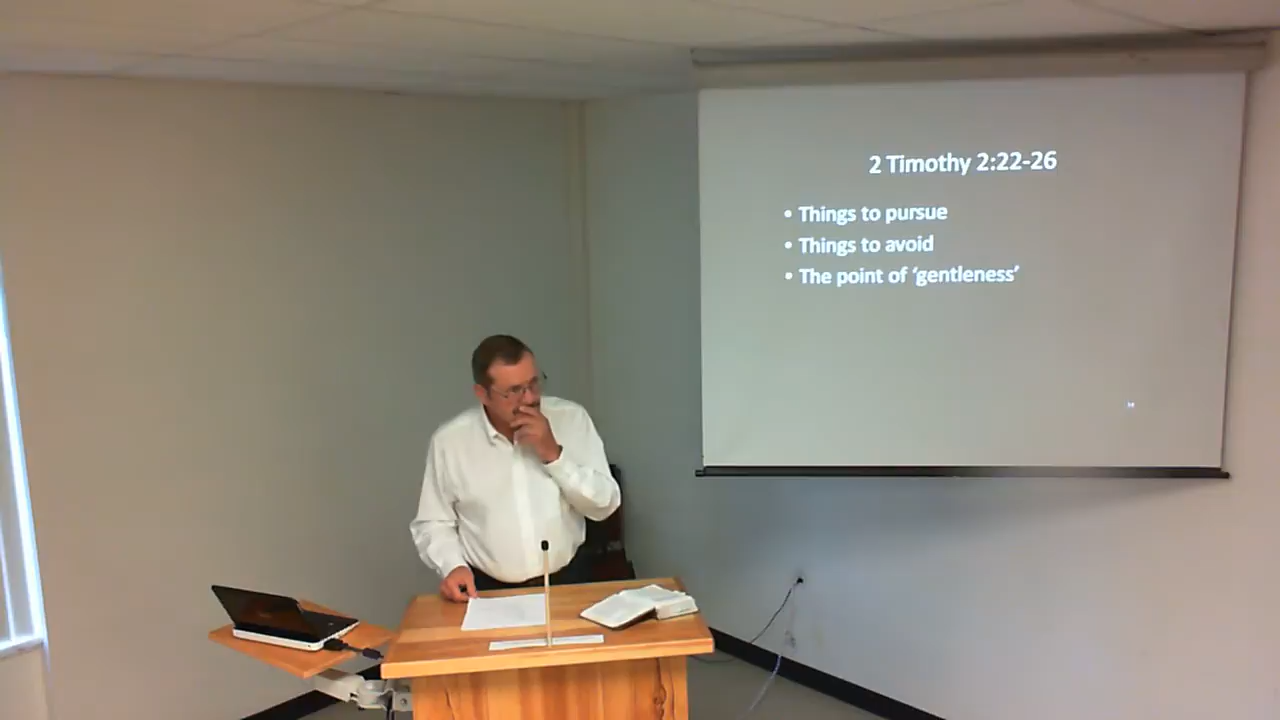 2 Timothy 2:22-26
• Things to pursue
• Things to avoid
• The point of ‘gentleness’